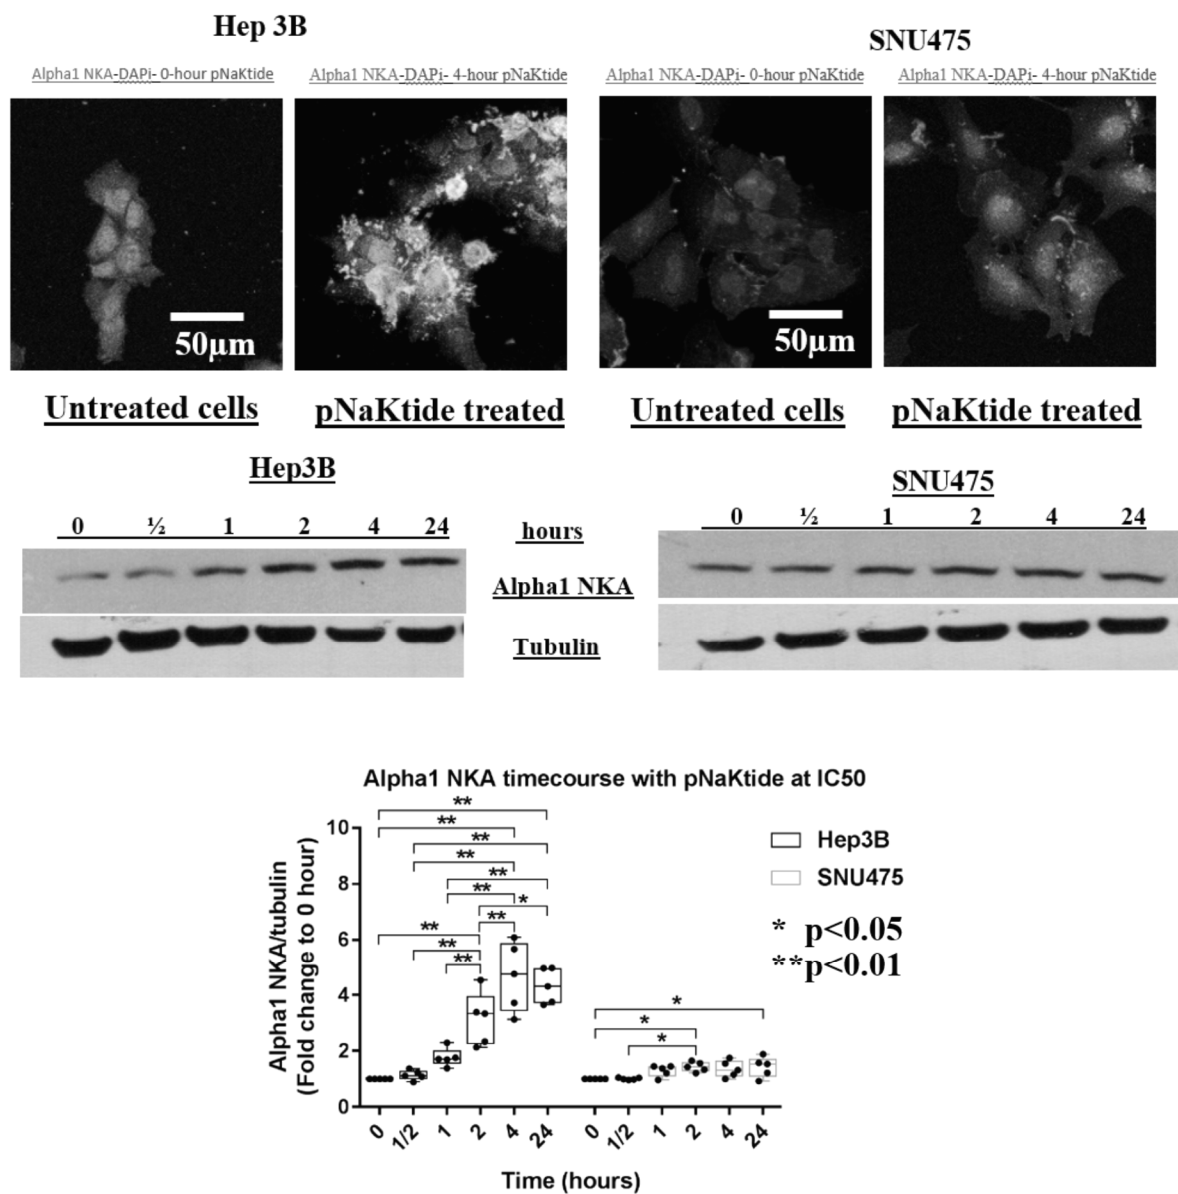 Hep 3B
SNU475
Alpha1 NKA-DAPi- 0-hour pNaKtide
Alpha1 NKA-DAPi- 4-hour pNaKtide
Alpha1 NKA-DAPi- 0-hour pNaKtide
Alpha1 NKA-DAPi- 4-hour pNaKtide
50µm
50µm
Untreated cells
pNaKtide treated
Untreated cells
pNaKtide treated
Hep3B
SNU475
0 ½ 1 2 4 24
hours
0 ½ 1 2 4 24
Alpha1 NKA
Tubulin
Alpha1 NKA timecourse with pNaKtide at IC50
Alpha1 NKA/tubulin
(Fold change to 0 hour)
10
8
6
4
2
0
**
**
**
**
**
**
*
**
**
**
**
*
*
*
Hep3B
SNU475
* p<0.05
**p<0.01
0 1/2 1 2 4 24 0 1/2 1 2 4 24
Time (hours)